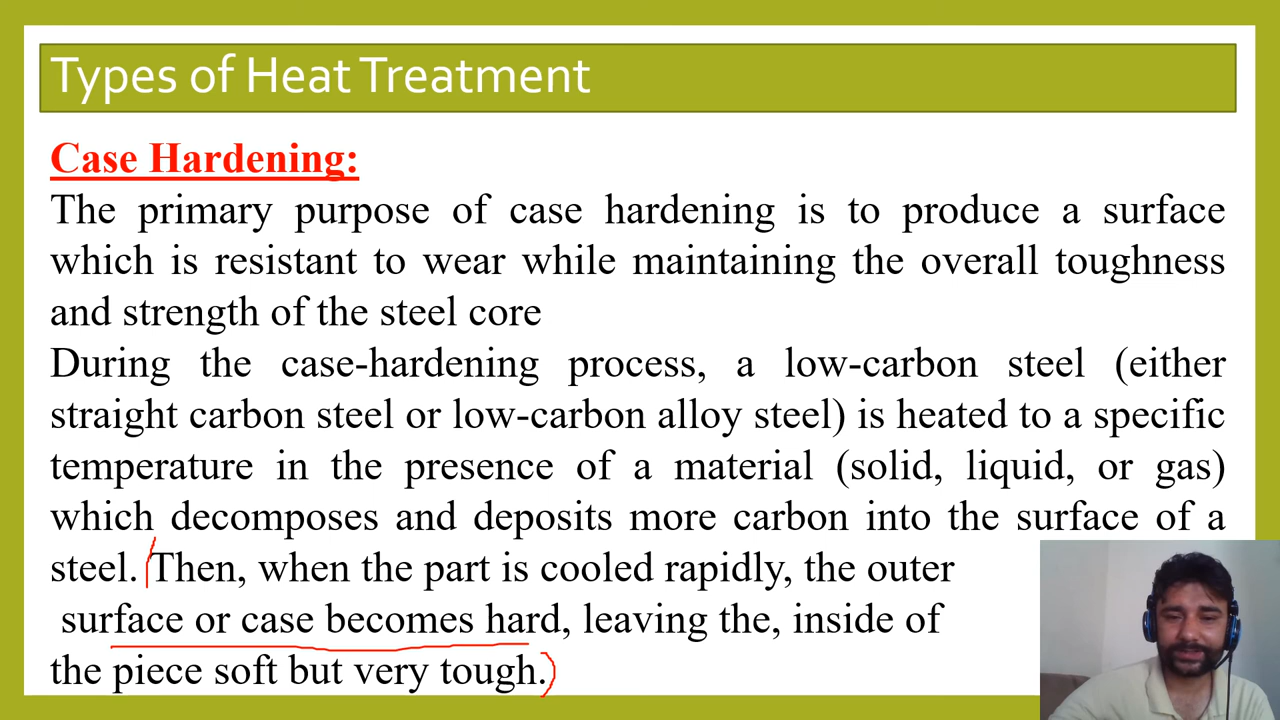 Types of Heat Treatment
Case Hardening:
The primary purpose of case hardening is to produce a surface
which is resistant to wear while maintaining the overall toughness
and strength of the steel core
During the case-hardening process, a low-carbon steel (either
straight carbon steel or low-carbon alloy steel) is heated to a specific
temperature in the presence of a material (solid, liquid, or gas)
which decomposes and deposits more carbon into the surface of a
steel. Then, when the part is cooled rapidly, the outer
surface or case becomes hard, leaving the, inside of
the piece soft but very tough.